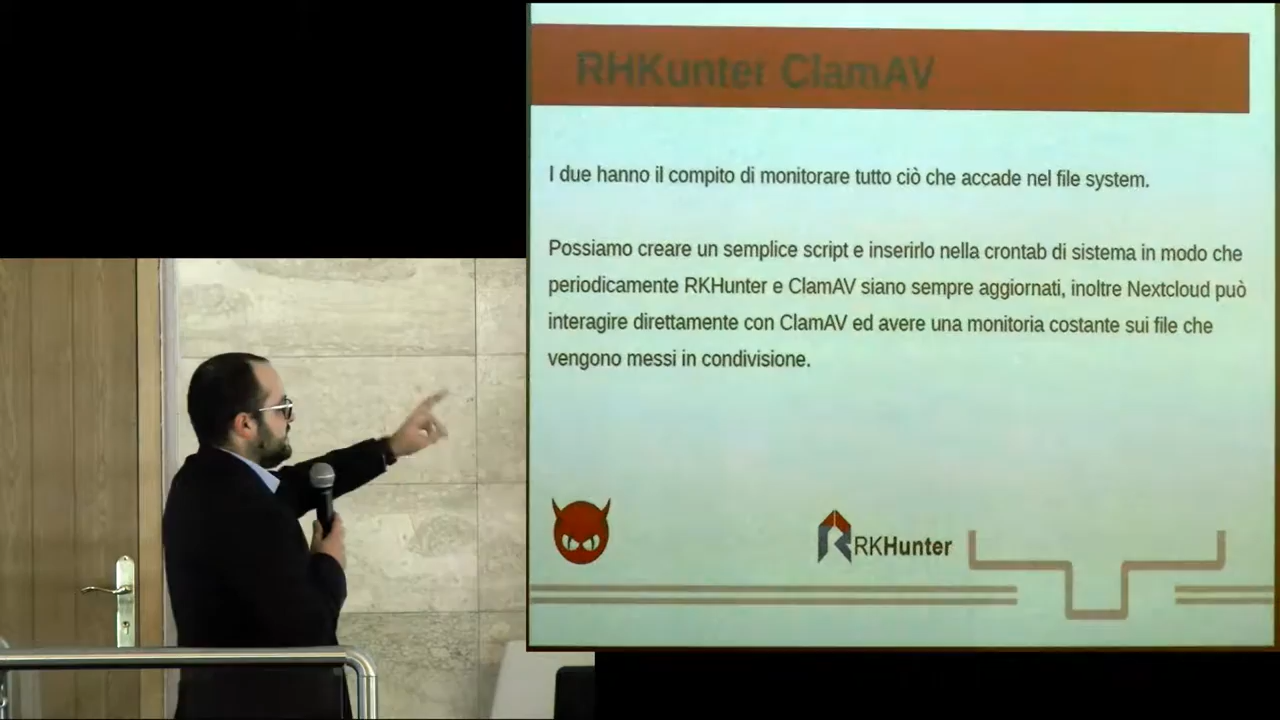 RHKunter ClamAV
I due hanno il compito di monitorare tutto ciò che accade nel file system.
Possiamo creare un semplice script e inserirlo nella crontab di sistema in modo che
periodicamente RKHunter e ClamAV siano sempre aggiornati, inoltre Nextcloud può
interagire direttamente con ClamAV ed avere una monitoria costante sui file che
vengono messi in condivisione.
RKHunter